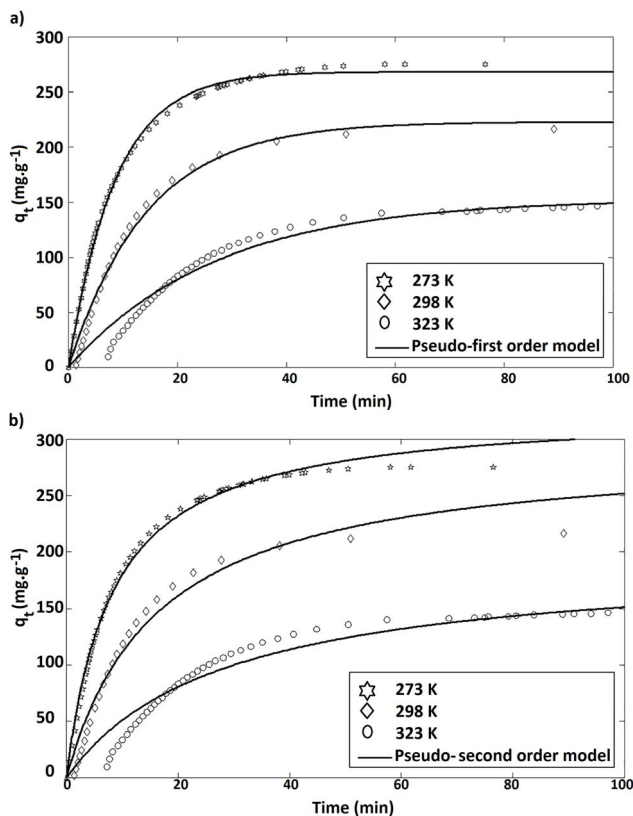 a)
300
250
200
150
100
50
0
qt (mg.g-1)
0 20 40 60 80 100
Time (min)
273 K
298 K
323 K
Pseudo-first order model
b)
300
250
200
150
100
50
0
qt (mg.g-1)
0 20 40 60 80 100
Time (min)
273 K
298 K
323 K
Pseudo-second order model